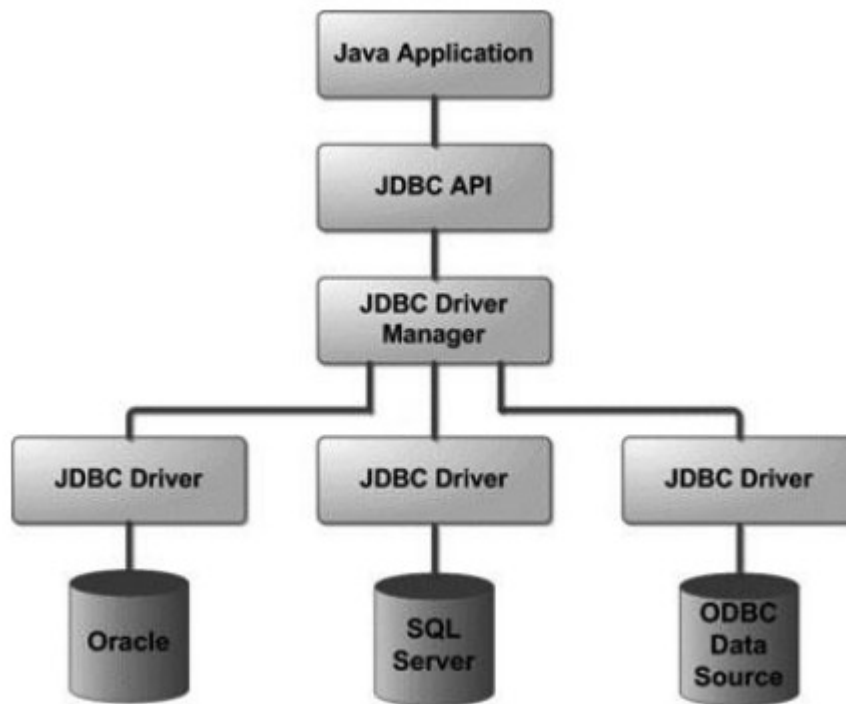 Java Application
JDBC API
JDBC Driver
Manager
JDBC Driver
JDBC Driver
JDBC Driver
Oracle
SQL
Server
ODBC
Data
Source